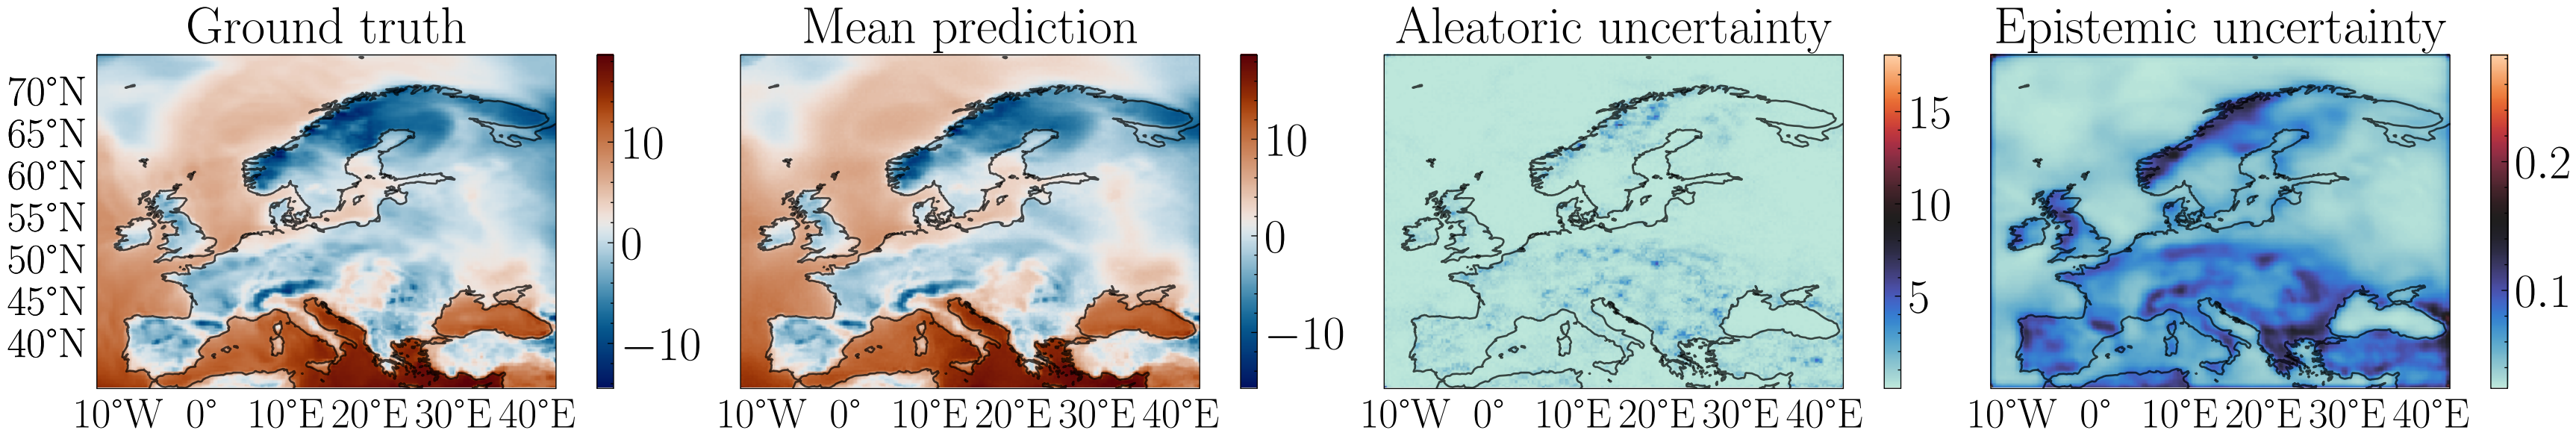 Ground truth
Mean prediction
Aleatoric uncertainty
Epistemic uncertainty
70°N
65°N
60°N
55°N
50°N
45°N
40°N
10°W 0° 10°E 20°E 30°E 40°E
10
0
−10
10°W 0° 10°E 20°E 30°E 40°E
10
0
−10
10°W 0° 10°E 20°E 30°E 40°E
15
10
5
10°W 0° 10°E 20°E 30°E 40°E
0.2
0.1